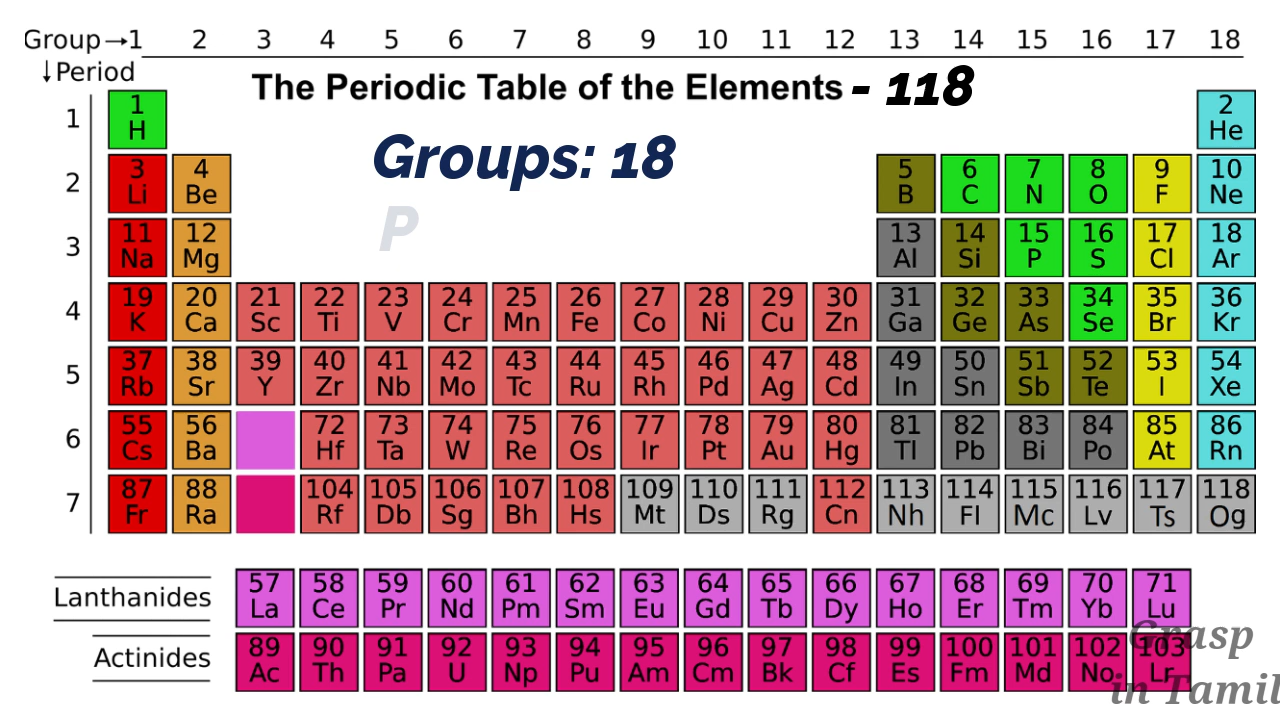 Group→1 2 3 4 5 6 7 8 9 10 11 12 13 14 15 16 17 18
↓Period
The Periodic Table of the Elements - 118
1 1 2
H He
Groups: 18
2 3 4 5 6 7 8 9 10
Li Be B C N O F Ne
P
3 11 12 13 14 15 16 17 18
Na Mg Al Si P S Cl Ar
4 19 20 21 22 23 24 25 26 27 28 29 30 31 32 33 34 35 36
K Ca Sc Ti V Cr Mn Fe Co Ni Cu Zn Ga Ge As Se Br Kr
5 37 38 39 40 41 42 43 44 45 46 47 48 49 50 51 52 53 54
Rb Sr Y Zr Nb Mo Tc Ru Rh Pd Ag Cd In Sn Sb Te I Xe
6 55 56 72 73 74 75 76 77 78 79 80 81 82 83 84 85 86
Cs Ba Hf Ta W Re Os Ir Pt Au Hg Tl Pb Bi Po At Rn
7 87 88 104 105 106 107 108 109 110 111 112 113 114 115 116 117 118
Fr Ra Rf Db Sg Bh Hs Mt Ds Rg Cn Nh Fl Mc Lv Ts Og
Lanthanides 57 58 59 60 61 62 63 64 65 66 67 68 69 70 71
La Ce Pr Nd Pm Sm Eu Gd Tb Dy Ho Er Tm Yb Lu
Actinides 89 90 91 92 93 94 95 96 97 98 99 100 101 102 103
Ac Th Pa U Np Pu Am Cm Bk Cf Es Fm Md No Lr
Grasp
in Tamil